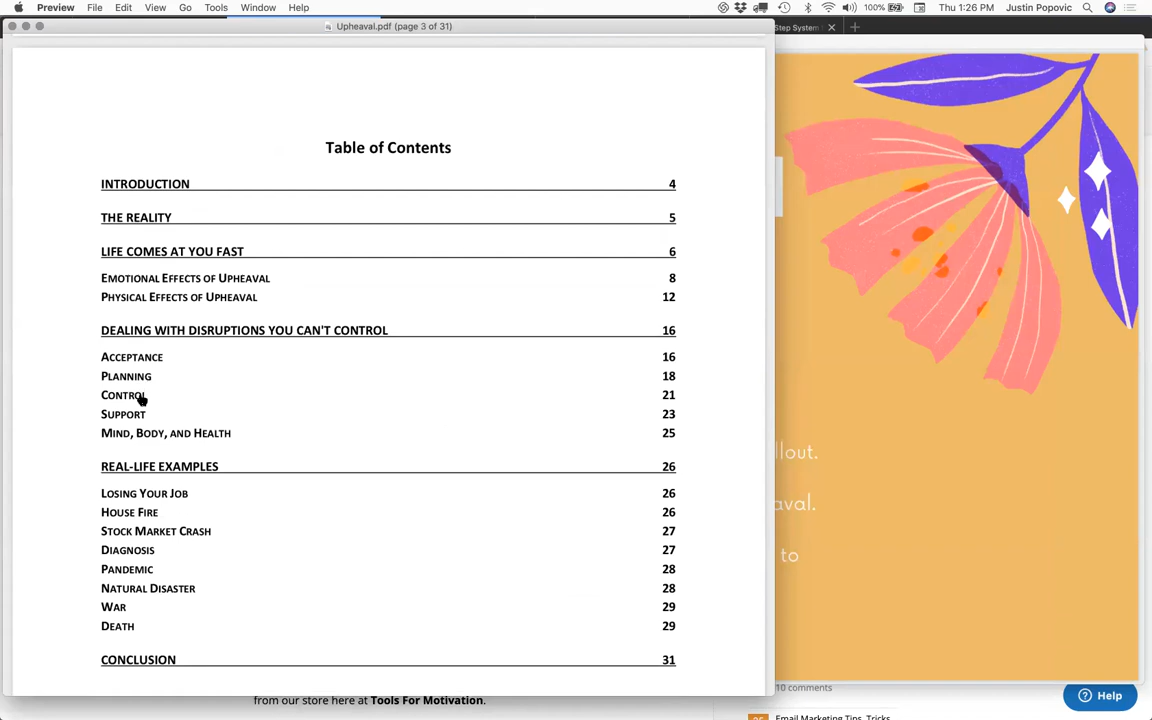 Preview File Edit View Go Tools Window Help 100% Thu 1:26 PM Justin Popovic
Upheaval.pdf (page 3 of 31)
Step System
Table of Contents
INTRODUCTION 4
THE REALITY 5
LIFE COMES AT YOU FAST 6
EMOTIONAL EFFECTS OF UPHEAVAL 8
PHYSICAL EFFECTS OF UPHEAVAL 12
DEALING WITH DISRUPTIONS YOU CAN'T CONTROL 16
ACCEPTANCE 16
PLANNING 18
CONTROL 21
SUPPORT 23
MIND, BODY, AND HEALTH 25
REAL-LIFE EXAMPLES 26
LOSING YOUR JOB 26
HOUSE FIRE 26
STOCK MARKET CRASH 27
DIAGNOSIS 27
PANDEMIC 28
NATURAL DISASTER 28
WAR 29
DEATH 29
CONCLUSION 31
llout.
aval.
to
from our store here at Tools For Motivation.
10 comments
Email Marketing Tips, Tricks
Help